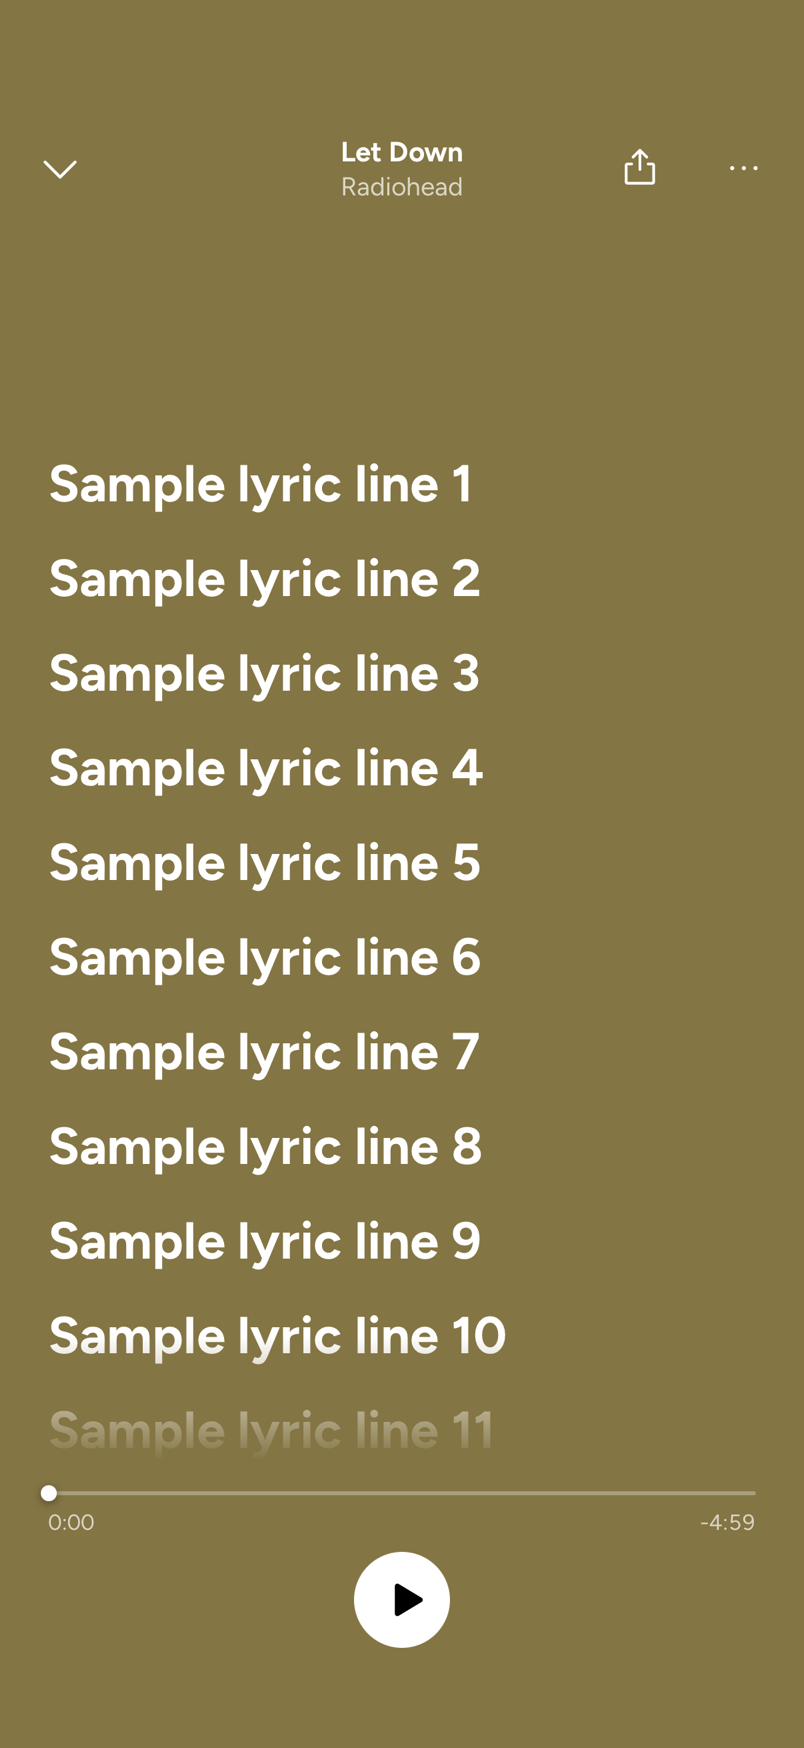 Let Down
Radiohead
Sample lyric line 1
Sample lyric line 2
Sample lyric line 3
Sample lyric line 4
Sample lyric line 5
Sample lyric line 6
Sample lyric line 7
Sample lyric line 8
Sample lyric line 9
Sample lyric line 10
Sample lyric line 11
0:00 -4:59